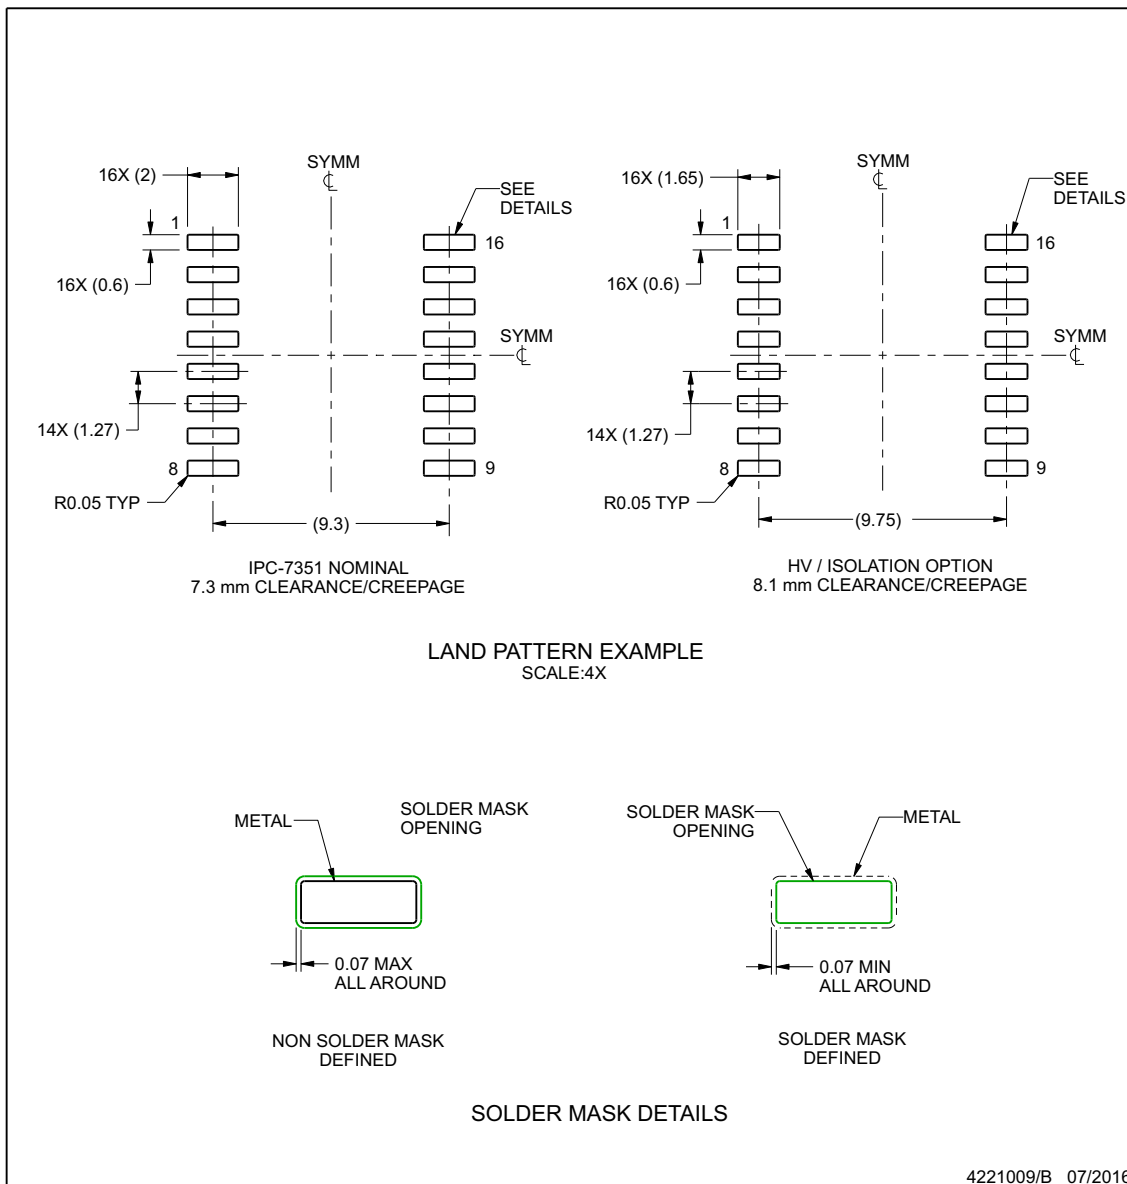 SYMM
16X (2)
SEE
DETAILS
1
16
16X (0.6)
SYMM
14X (1.27)
8
9
R0.05 TYP
(9.3)
IPC-7351 NOMINAL
7.3 mm CLEARANCE/CREEPAGE
SYMM
16X (1.65)
SEE
DETAILS
1
16
16X (0.6)
SYMM
14X (1.27)
8
9
R0.05 TYP
(9.75)
HV / ISOLATION OPTION
8.1 mm CLEARANCE/CREEPAGE
LAND PATTERN EXAMPLE
SCALE:4X
METAL
SOLDER MASK
OPENING
0.07 MAX
ALL AROUND
NON SOLDER MASK
DEFINED
SOLDER MASK
OPENING
METAL
0.07 MIN
ALL AROUND
SOLDER MASK
DEFINED
SOLDER MASK DETAILS
4221009/B 07/2016